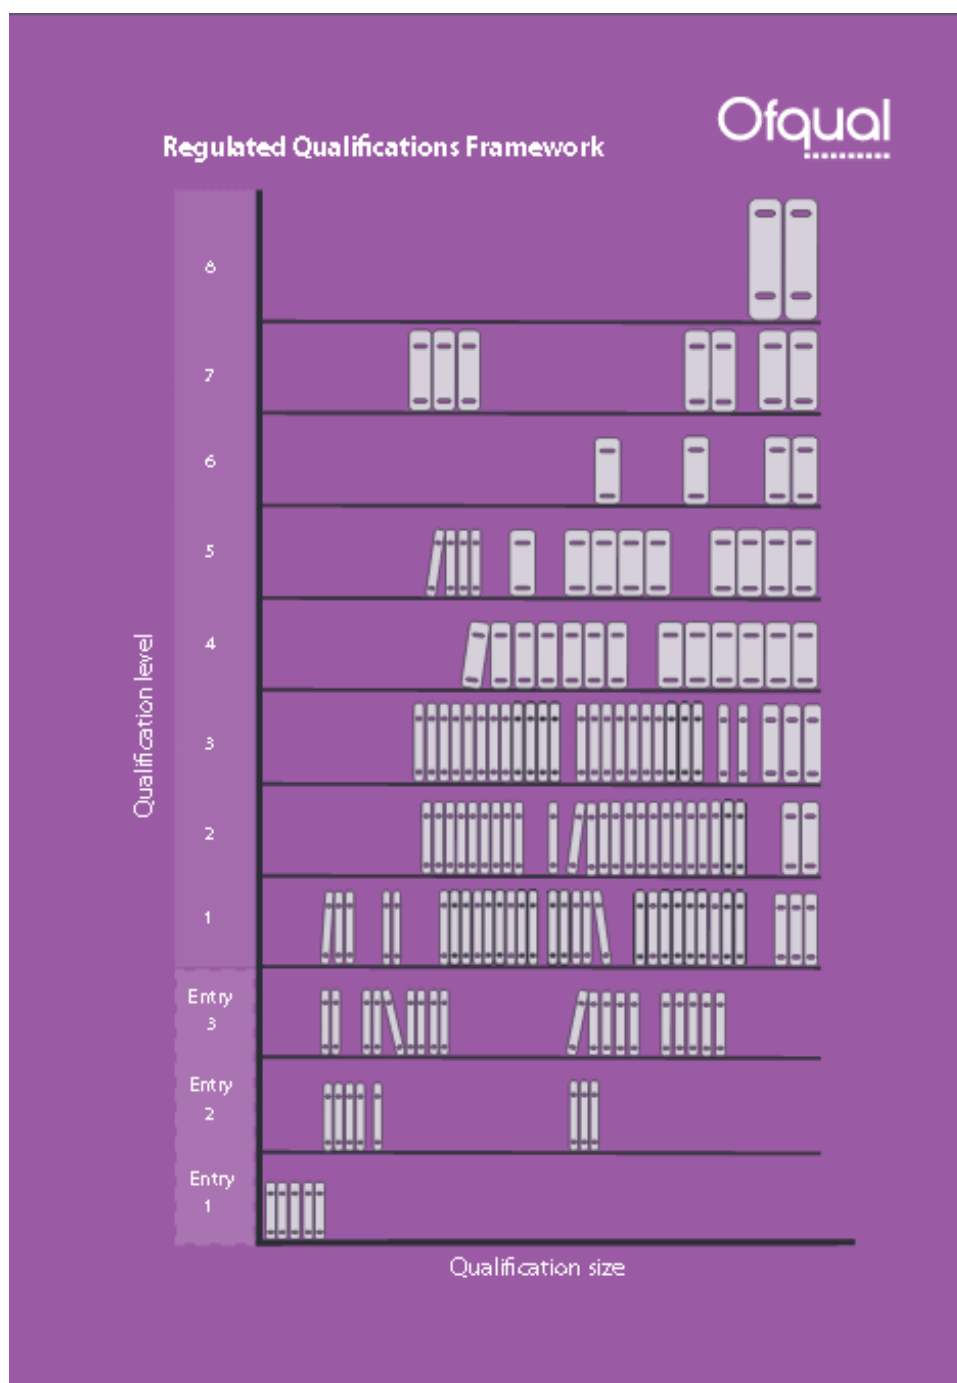 Ofqual
Regulated Qualifications Framework
8
7
6
5
4
3
2
1
Entry
3
Entry
2
Entry
1
Qualification level
Qualification size